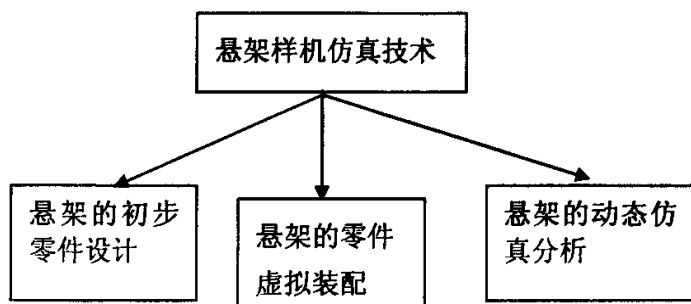 悬架样机仿真技术
悬架的初步
零件设计
悬架的零件
虚拟装配
悬架的动态仿
真分析